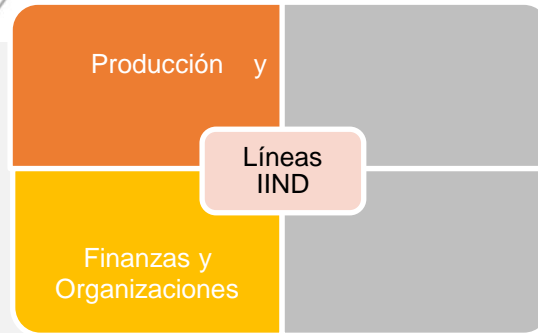 Producción y
Líneas
IIND
Finanzas y
Organizaciones